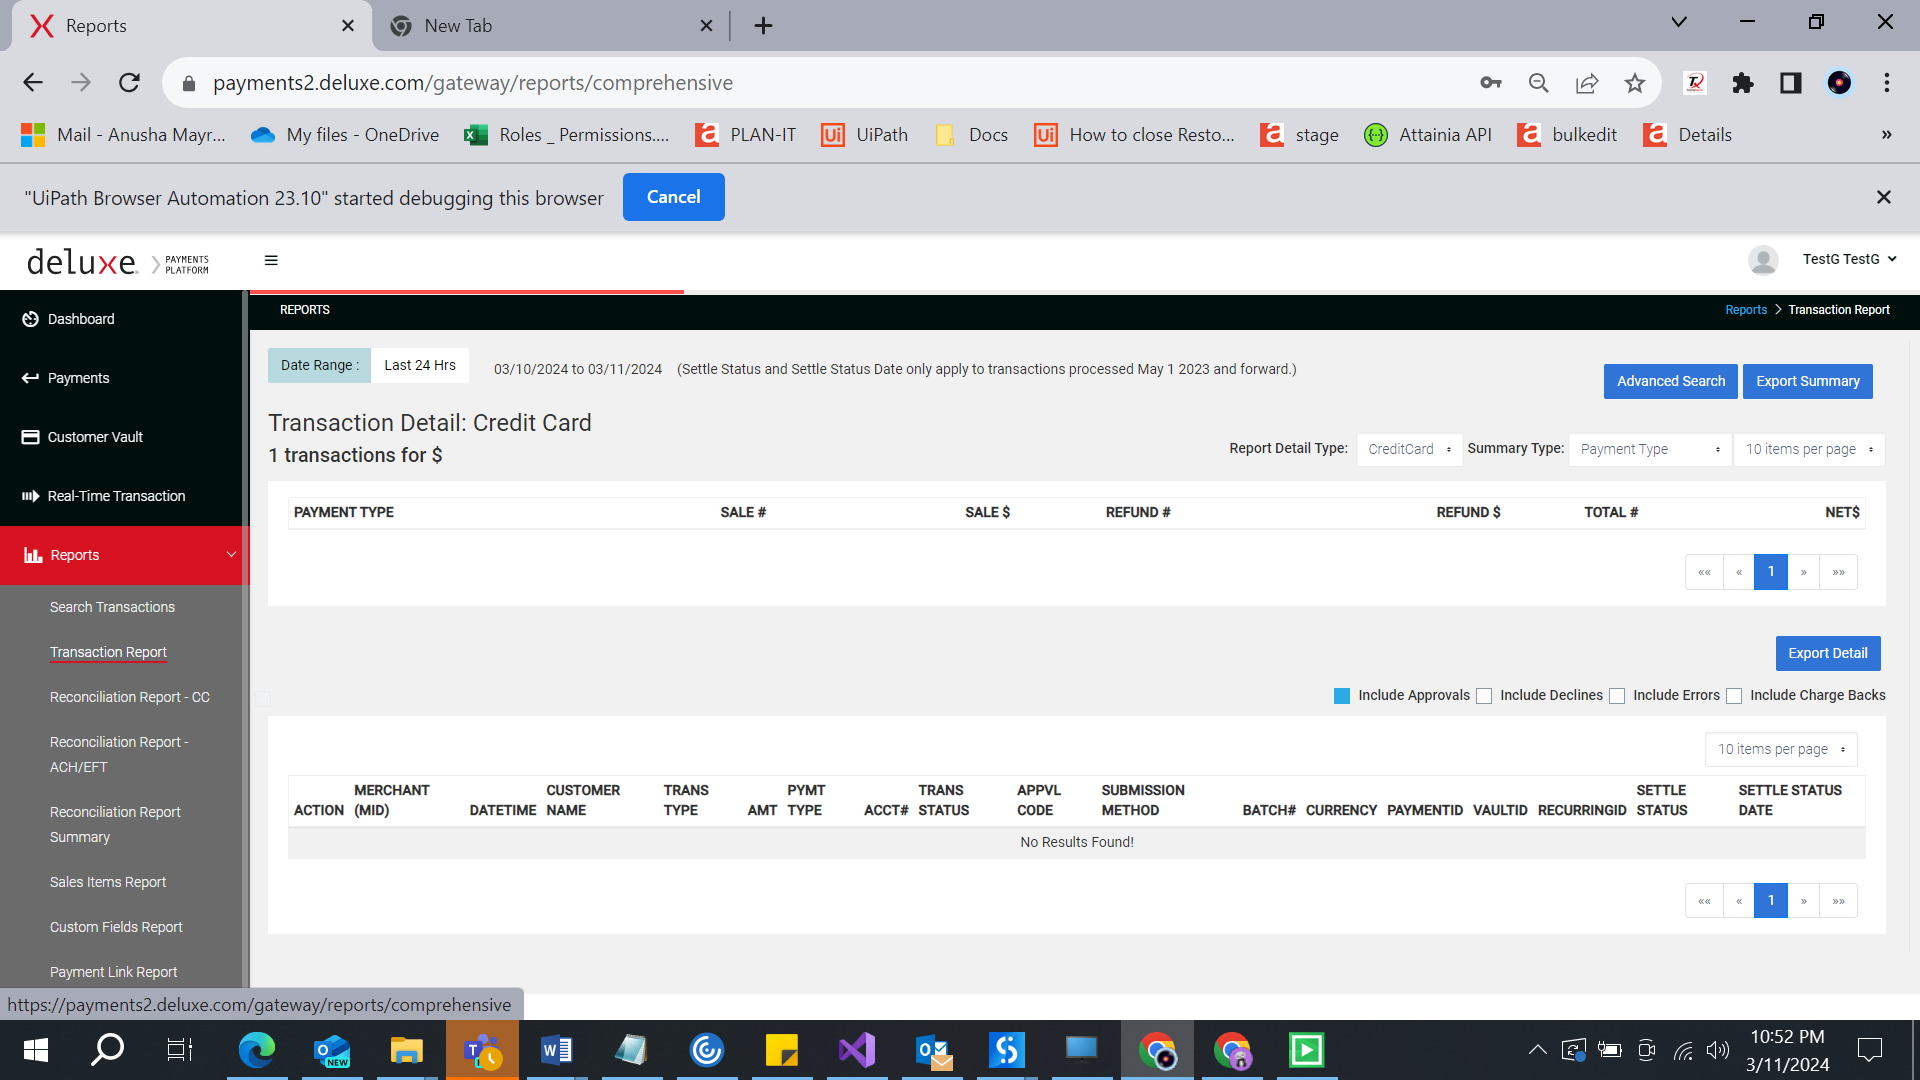 Reports
New Tab
payments2.deluxe.com/gateway/reports/comprehensive
Mail - Anusha Mayr...
My files - OneDrive
Roles _ Permissions....
PLAN-IT
UiPath
Docs
How to close Resto...
stage
Attainia API
bulkedit
Details
»
"UiPath Browser Automation 23.10" started debugging this browser
Cancel
deluxe. PAYMENTS PLATFORM
TestG TestG
Dashboard
Payments
Customer Vault
Real-Time Transaction
Reports
Search Transactions
Transaction Report
Reconciliation Report - CC
Reconciliation Report -
ACH/EFT
Reconciliation Report
Summary
Sales Items Report
Custom Fields Report
Payment Link Report
https://payments2.deluxe.com/gateway/reports/comprehensive
REPORTS
Reports > Transaction Report
Date Range : Last 24 Hrs
03/10/2024 to 03/11/2024 (Settle Status and Settle Status Date only apply to transactions processed May 1 2023 and forward.)
Advanced Search
Export Summary
Transaction Detail: Credit Card
1 transactions for $
Report Detail Type: CreditCard Summary Type: Payment Type 10 items per page
PAYMENT TYPE SALE # SALE $ REFUND # REFUND $ TOTAL # NET$
«« « 1 » »»
Export Detail
Include Approvals Include Declines Include Errors Include Charge Backs
10 items per page
ACTION MERCHANT (MID) DATETIME CUSTOMER NAME TRANS TYPE AMT PYMT TYPE ACCT# TRANS STATUS APPVL CODE SUBMISSION METHOD BATCH# CURRENCY PAYMENTID VAULTID RECURRINGID SETTLE STATUS SETTLE STATUS DATE
No Results Found!
«« « 1 » »»
NEW
10:52 PM
3/11/2024